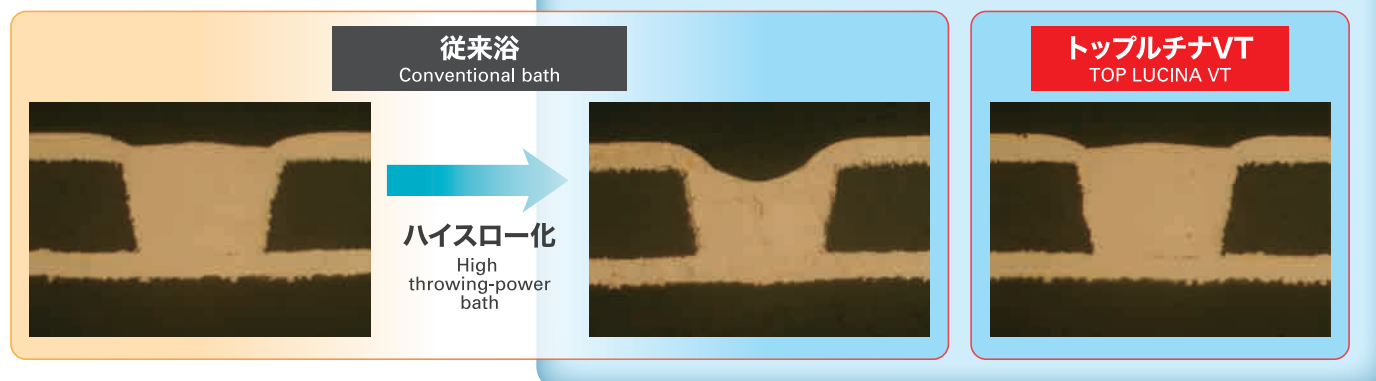 従来浴
Conventional bath
ハイスロー化
High
throwing-power
bath
トップルチナVT
TOP LUCINA VT